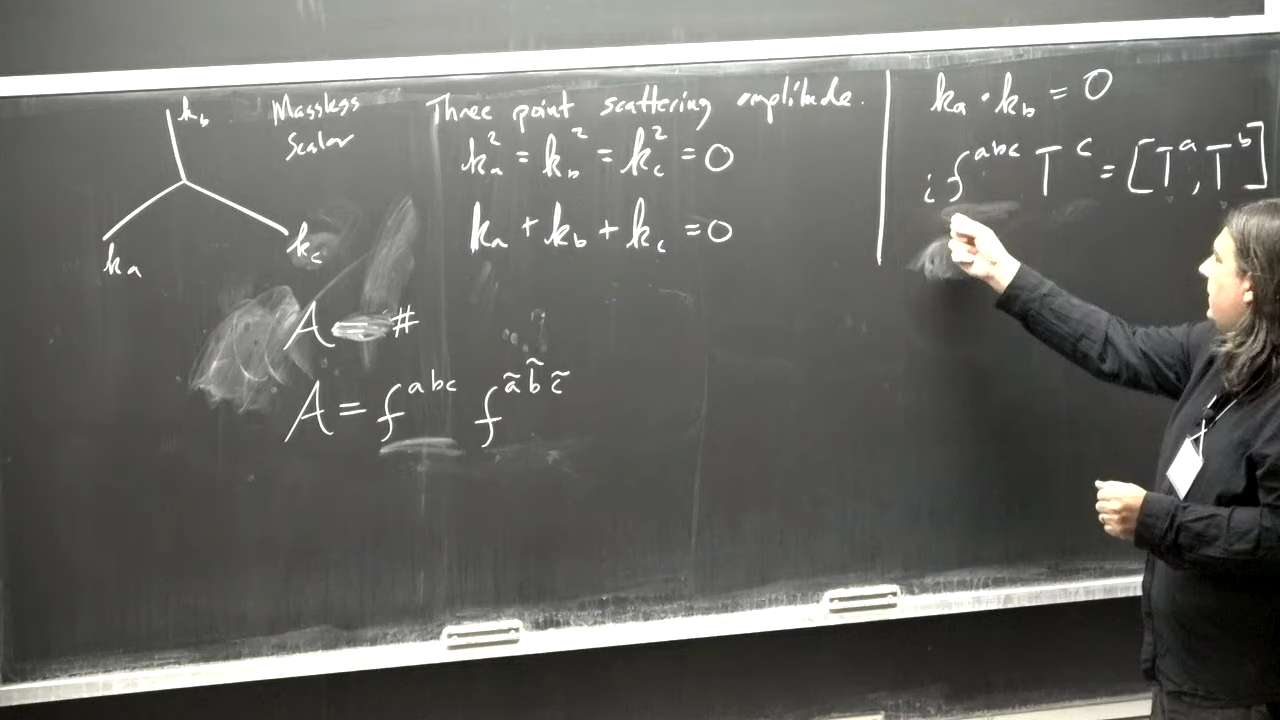 k_b
Massless
Scalar
k_a
k_c
Three point scattering amplitude.
k_a^2 = k_b^2 = k_c^2 = 0
k_a + k_b + k_c = 0
A = #
A = f^{abc} f^{ãb̃c̃}
k_a · k_b = 0
i f^{abc} T^c = [T^a, T^b]